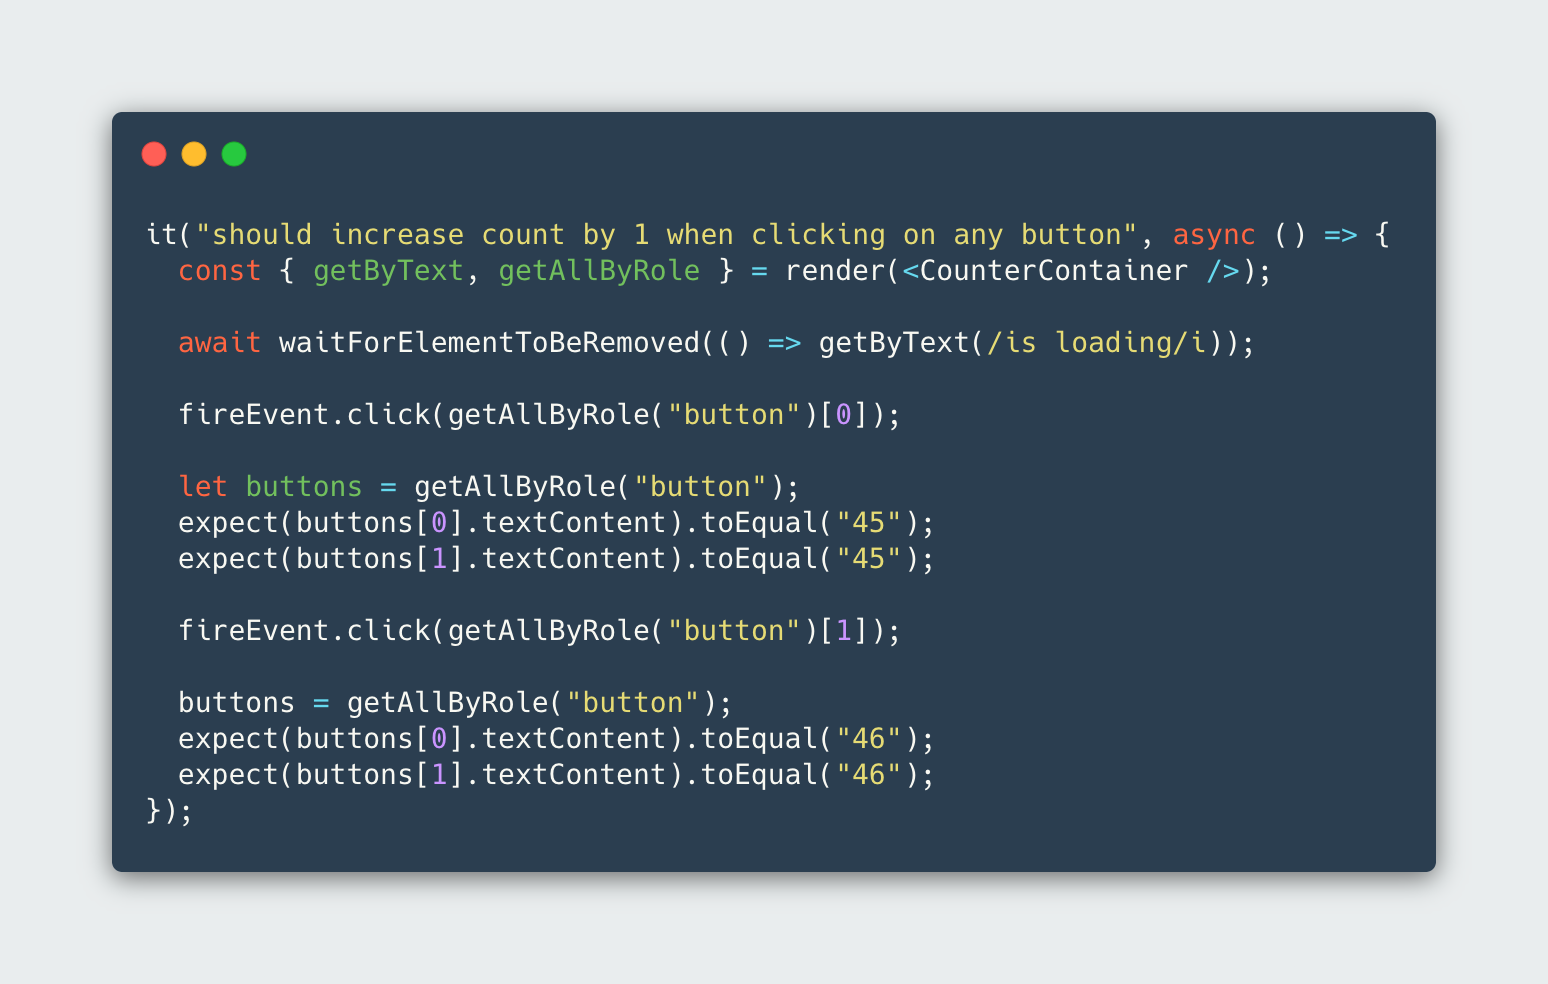 it("should increase count by 1 when clicking on any button", async () => {
  const { getByText, getAllByRole } = render(<CounterContainer />);

  await waitForElementToBeRemoved(() => getByText(/is loading/i));

  fireEvent.click(getAllByRole("button")[0]);

  let buttons = getAllByRole("button");
  expect(buttons[0].textContent).toEqual("45");
  expect(buttons[1].textContent).toEqual("45");

  fireEvent.click(getAllByRole("button")[1]);

  buttons = getAllByRole("button");
  expect(buttons[0].textContent).toEqual("46");
  expect(buttons[1].textContent).toEqual("46");
});